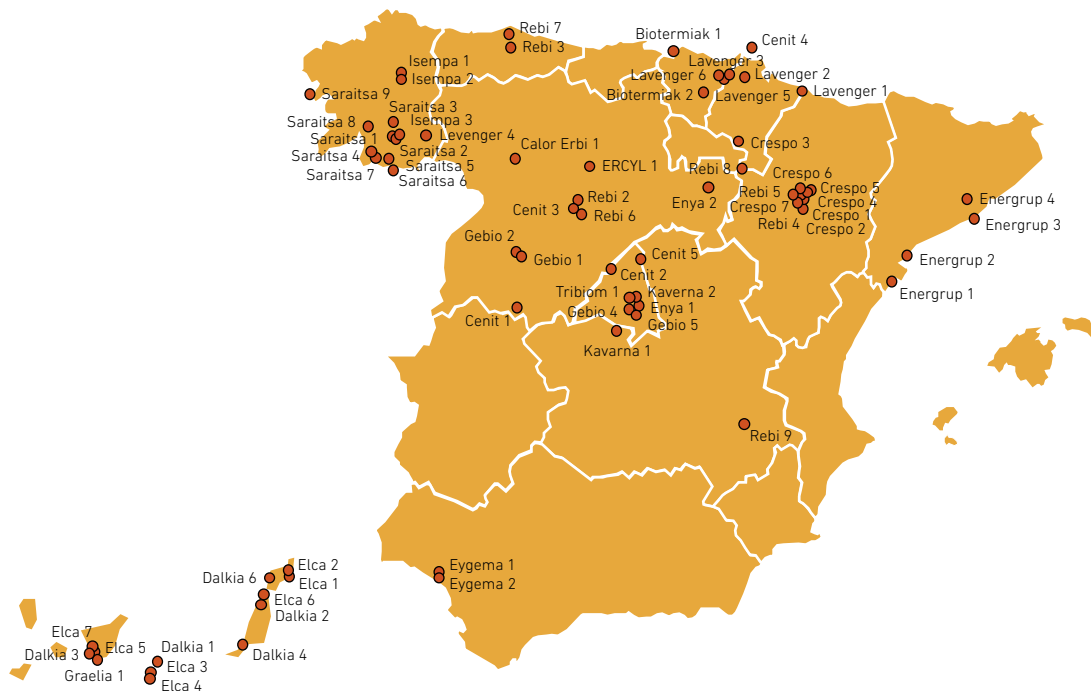 Rebi 7
Rebi 3
Biotermiak 1
Cenit 4
Lavenger 3
Lavenger 6
Lavenger 2
Biotermiak 2
Lavenger 5
Lavenger 1
Isempa 1
Isempa 2
Saraitsa 9
Saraitsa 3
Isempa 3
Saraitsa 8
Saraitsa 1
Levenger 4
Saraitsa 2
Saraitsa 4
Saraitsa 5
Saraitsa 7
Saraitsa 6
Calor Erbi 1
ERCYL 1
Crespo 3
Rebi 8
Enya 2
Crespo 6
Crespo 5
Rebi 5
Crespo 4
Crespo 7
Crespo 1
Rebi 4
Crespo 2
Rebi 2
Cenit 3
Rebi 6
Energrup 4
Energrup 3
Energrup 2
Energrup 1
Gebio 2
Gebio 1
Cenit 5
Cenit 2
Tribiom 1
Kaverna 2
Enya 1
Gebio 4
Gebio 5
Cenit 1
Kavarna 1
Rebi 9
Eygema 1
Eygema 2
Elca 2
Dalkia 6
Elca 1
Elca 6
Dalkia 2
Dalkia 4
Elca 7
Elca 5
Dalkia 1
Dalkia 3
Elca 3
Graelia 1
Elca 4